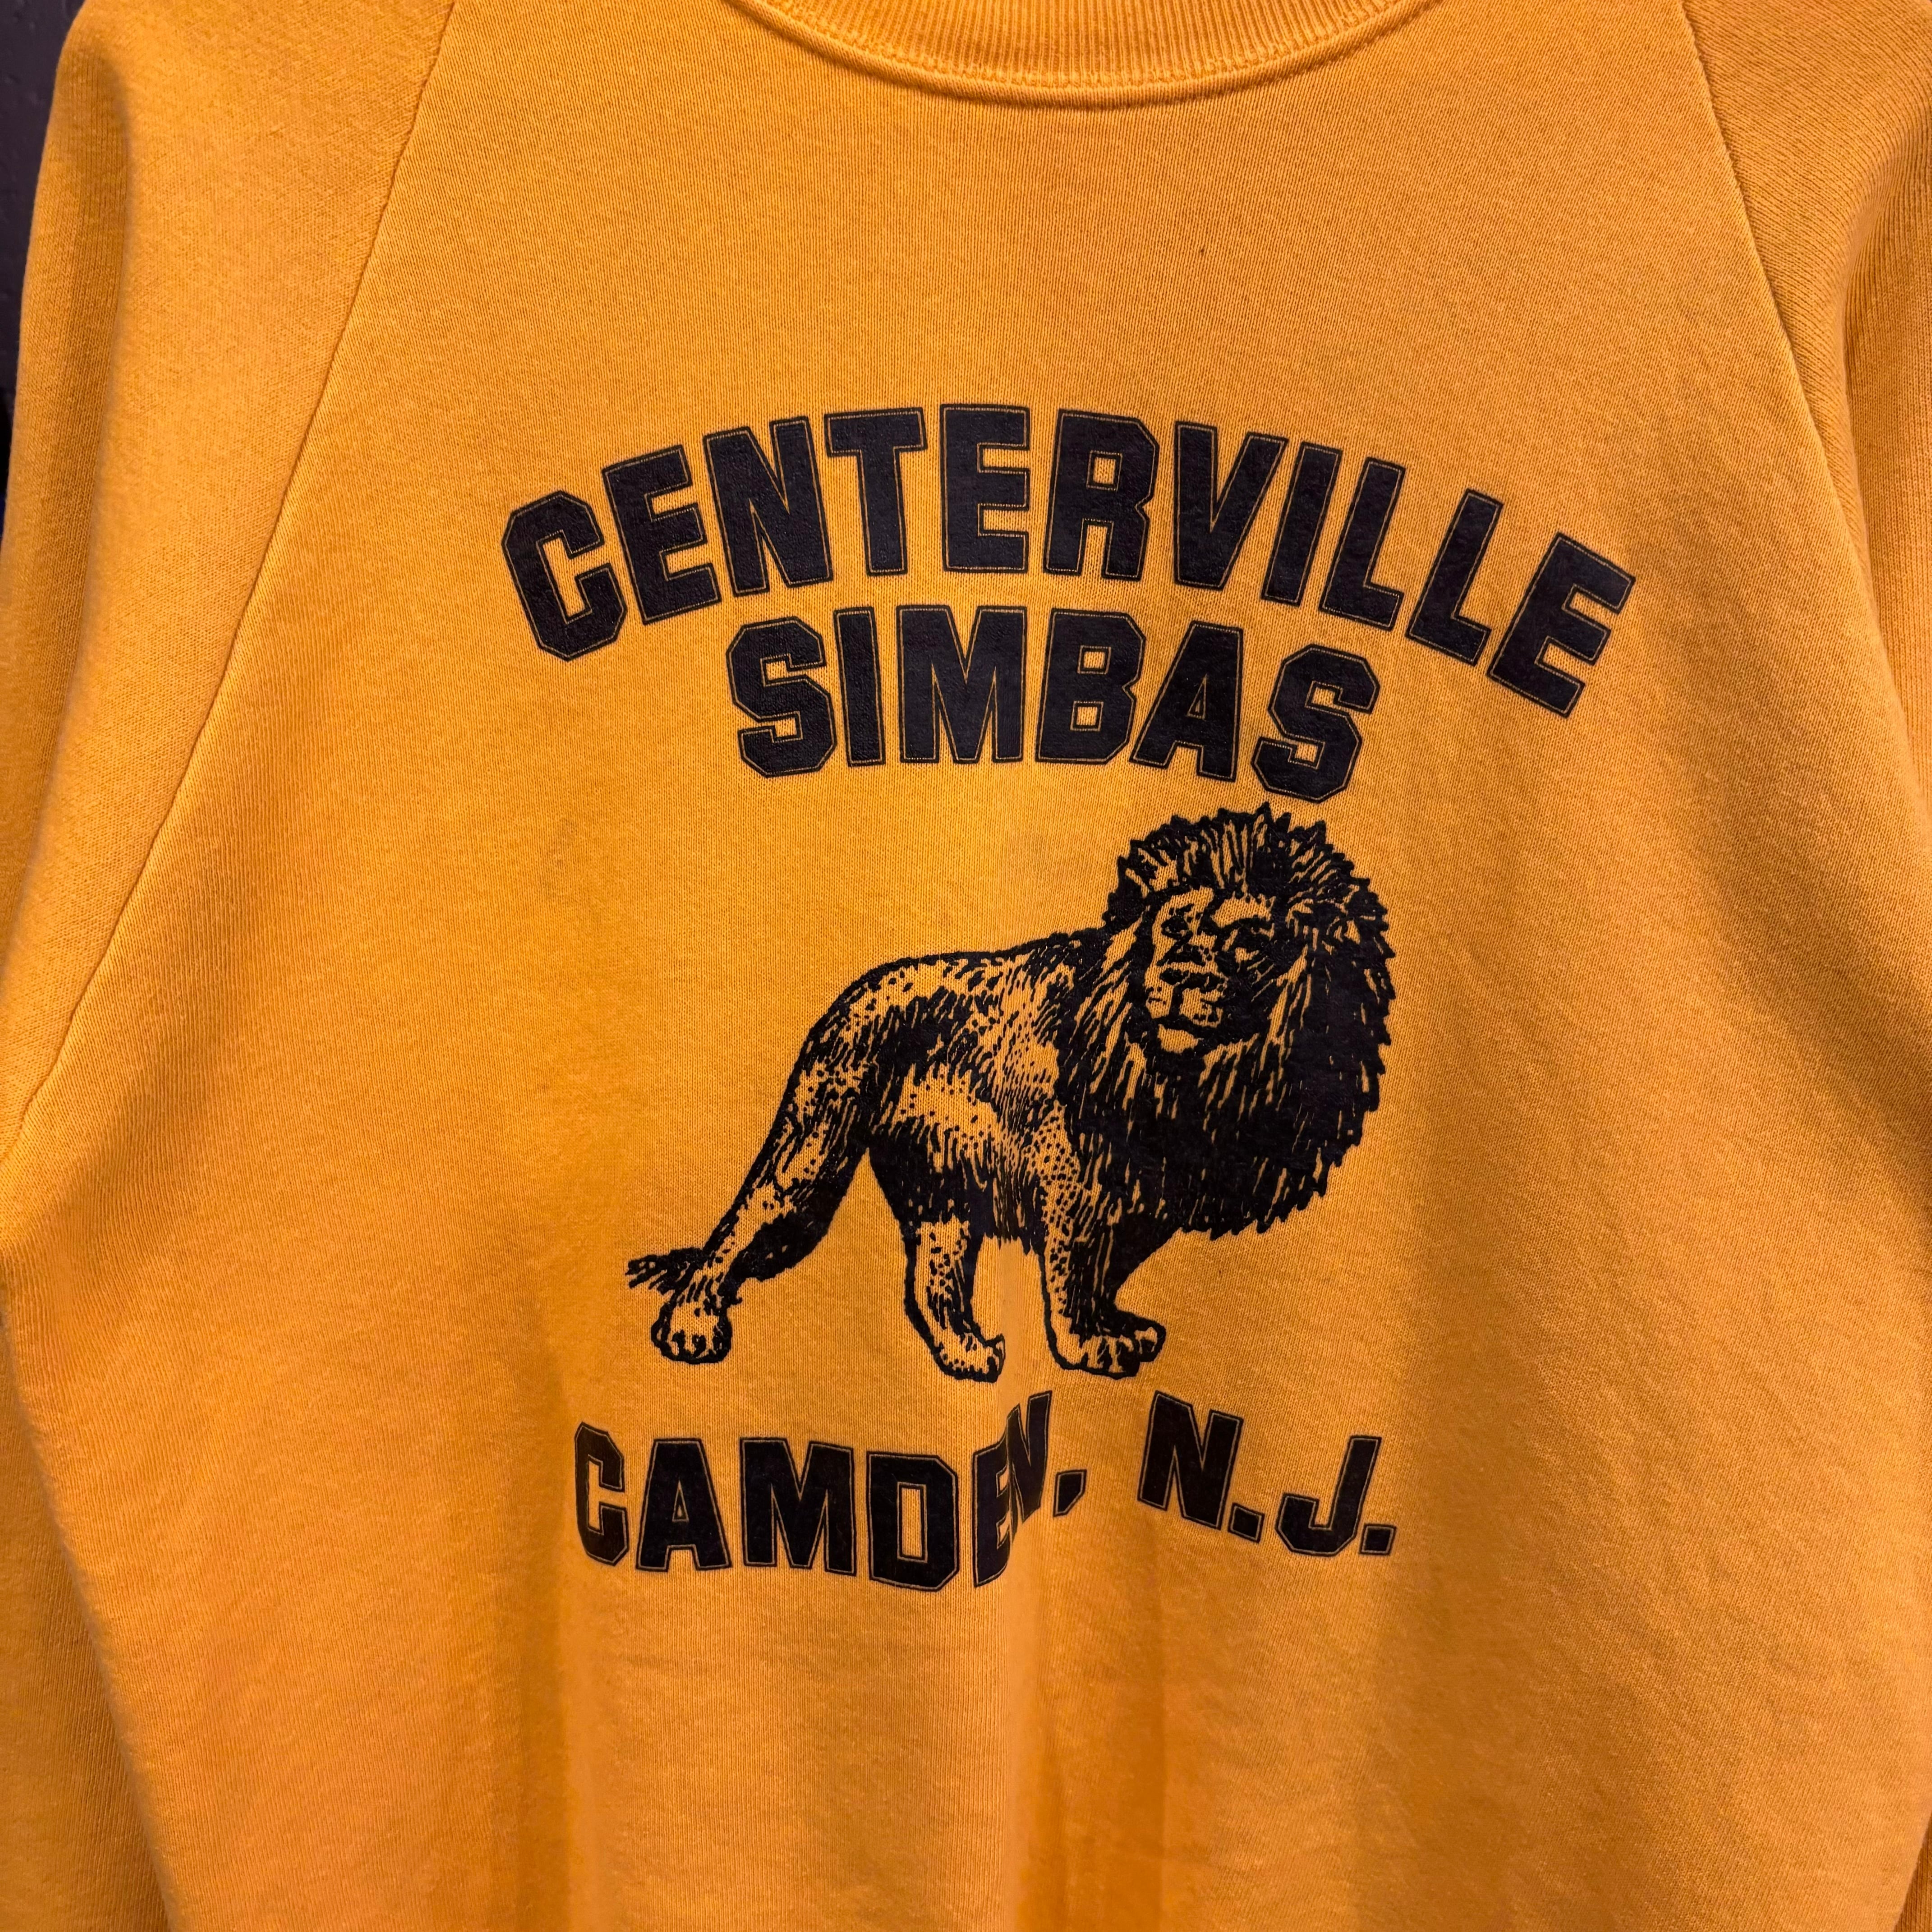 CENTERVILLE
SIMBAS
CAMDEN, N.J.